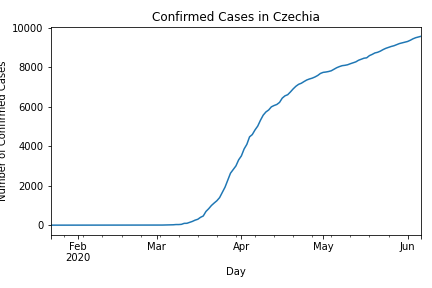 Confirmed Cases in Czechia
10000
8000
6000
4000
2000
0
Number of Confirmed Cases
Feb
2020
Mar
Apr
May
Jun
Day